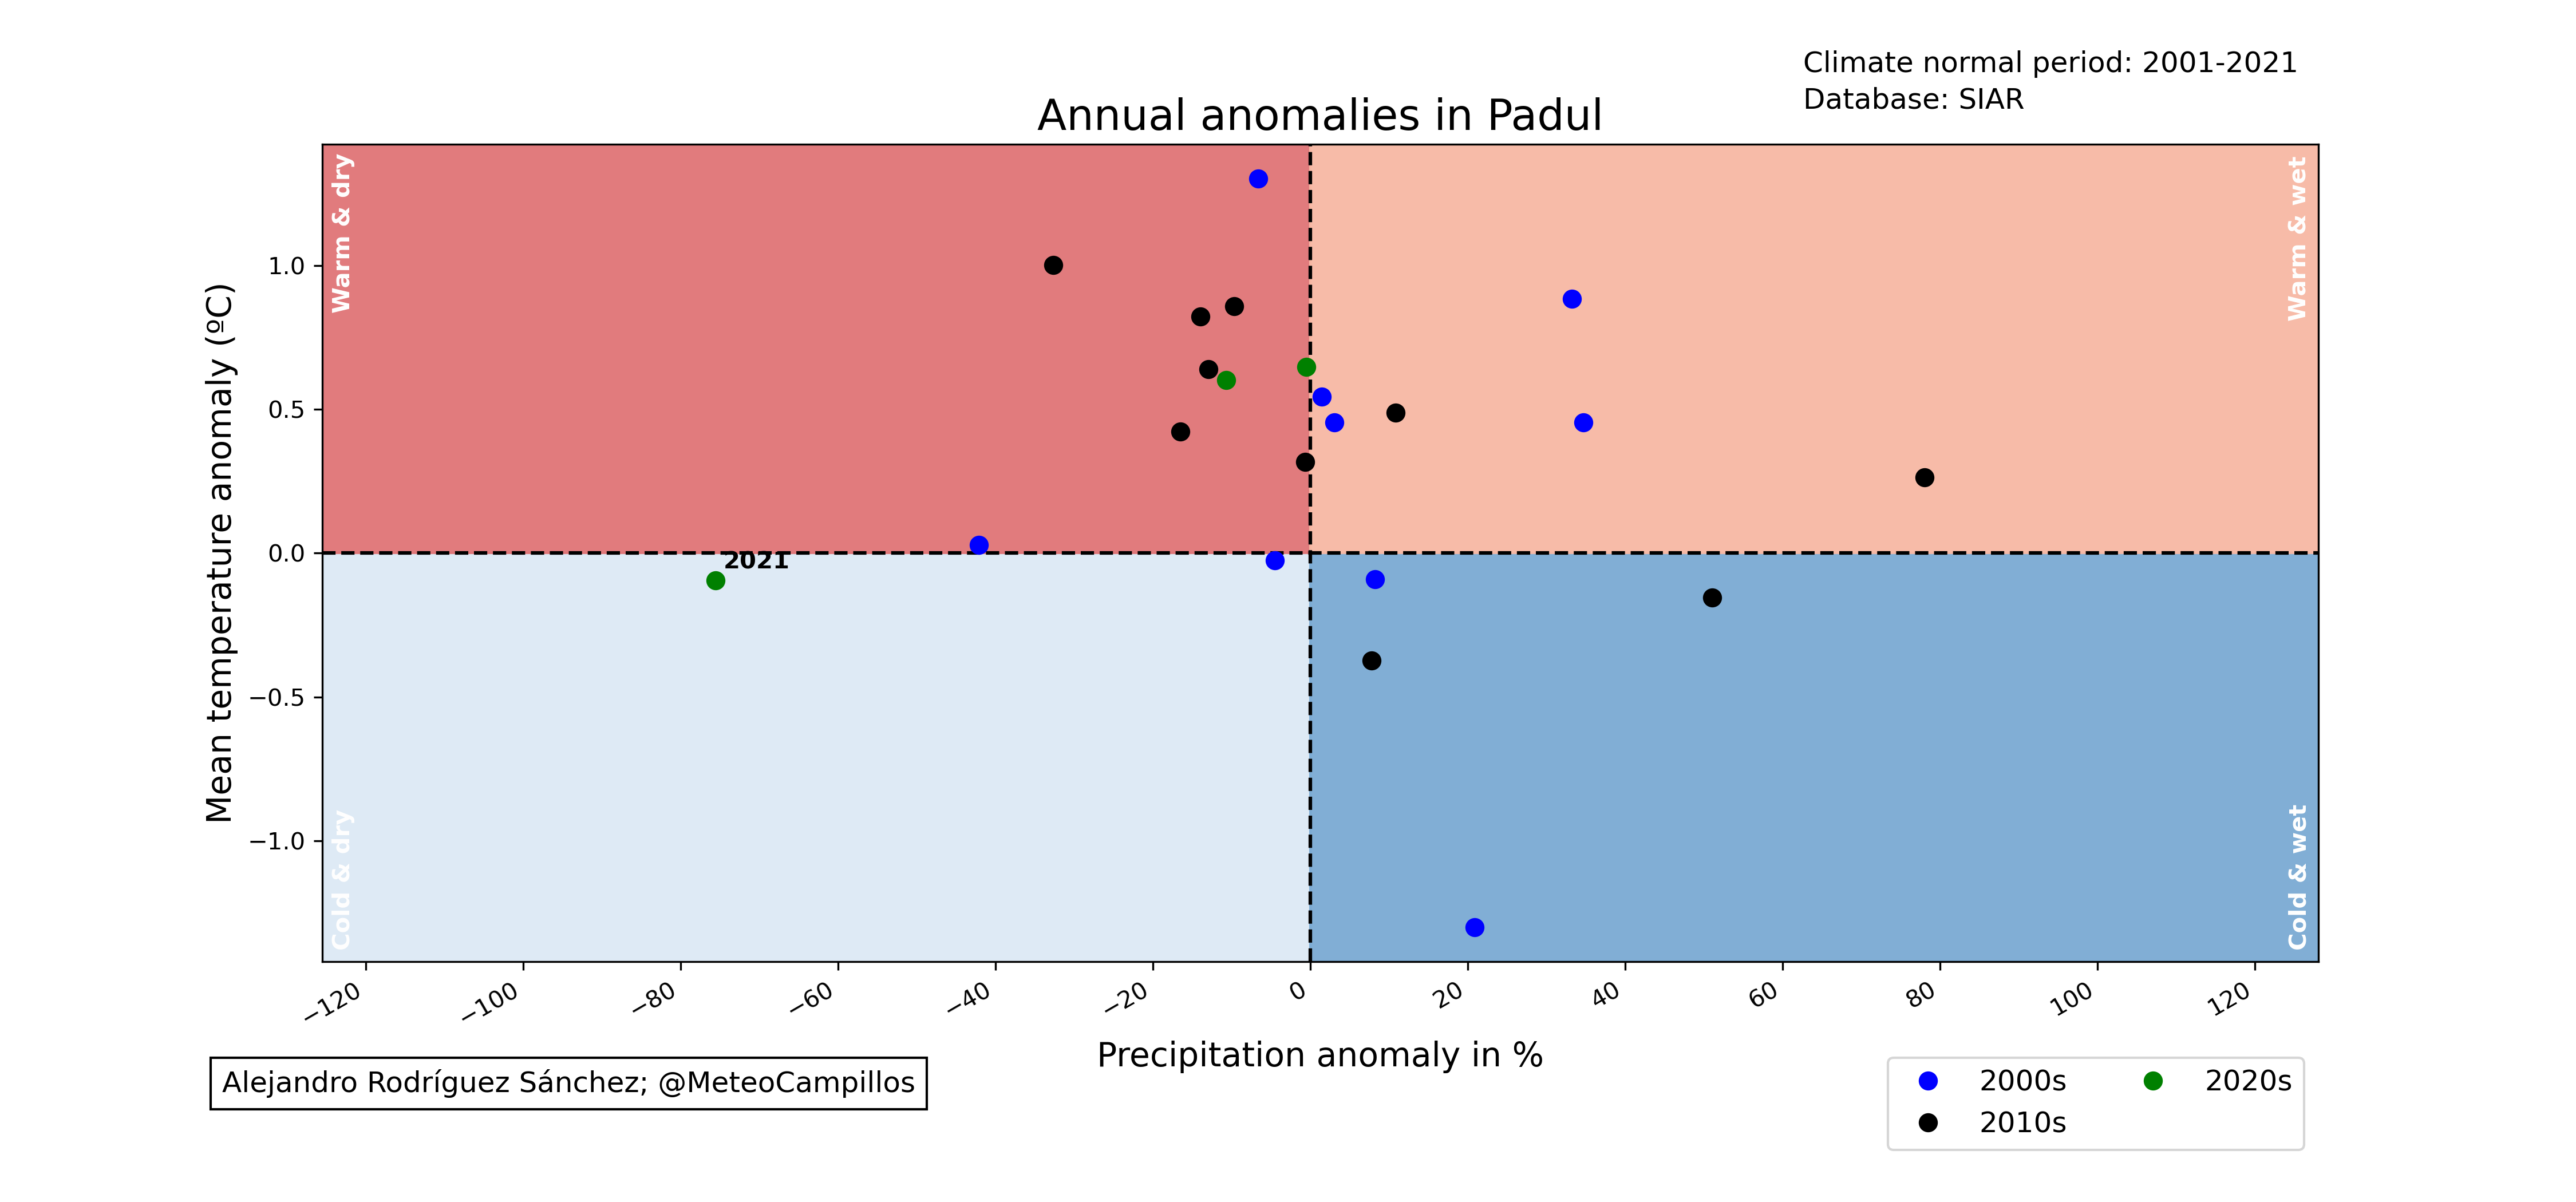 Climate normal period: 2001-2021
Database: SIAR
Annual anomalies in Padul
Warm & dry
Warm & wet
Mean temperature anomaly (ºC)
1.0
0.5
0.0
−0.5
−1.0
2021
Cold & dry
Cold & wet
−120
−100
−80
−60
−40
−20
0
20
40
60
80
100
120
Precipitation anomaly in %
Alejandro Rodríguez Sánchez; @MeteoCampillos
2000s
2010s
2020s